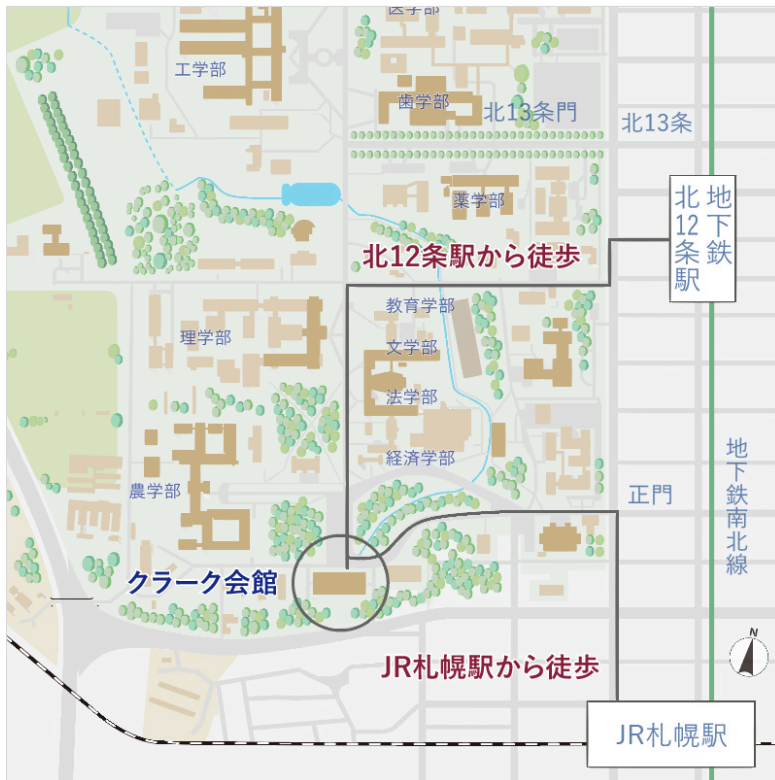 医学部
工学部
歯学部
北13条門
北13条
薬学部
地下鉄
北12条駅
北12条駅から徒歩
教育学部
理学部
文学部
法学部
経済学部
農学部
正門
地下鉄南北線
クラーク会館
N
JR札幌駅から徒歩
JR札幌駅